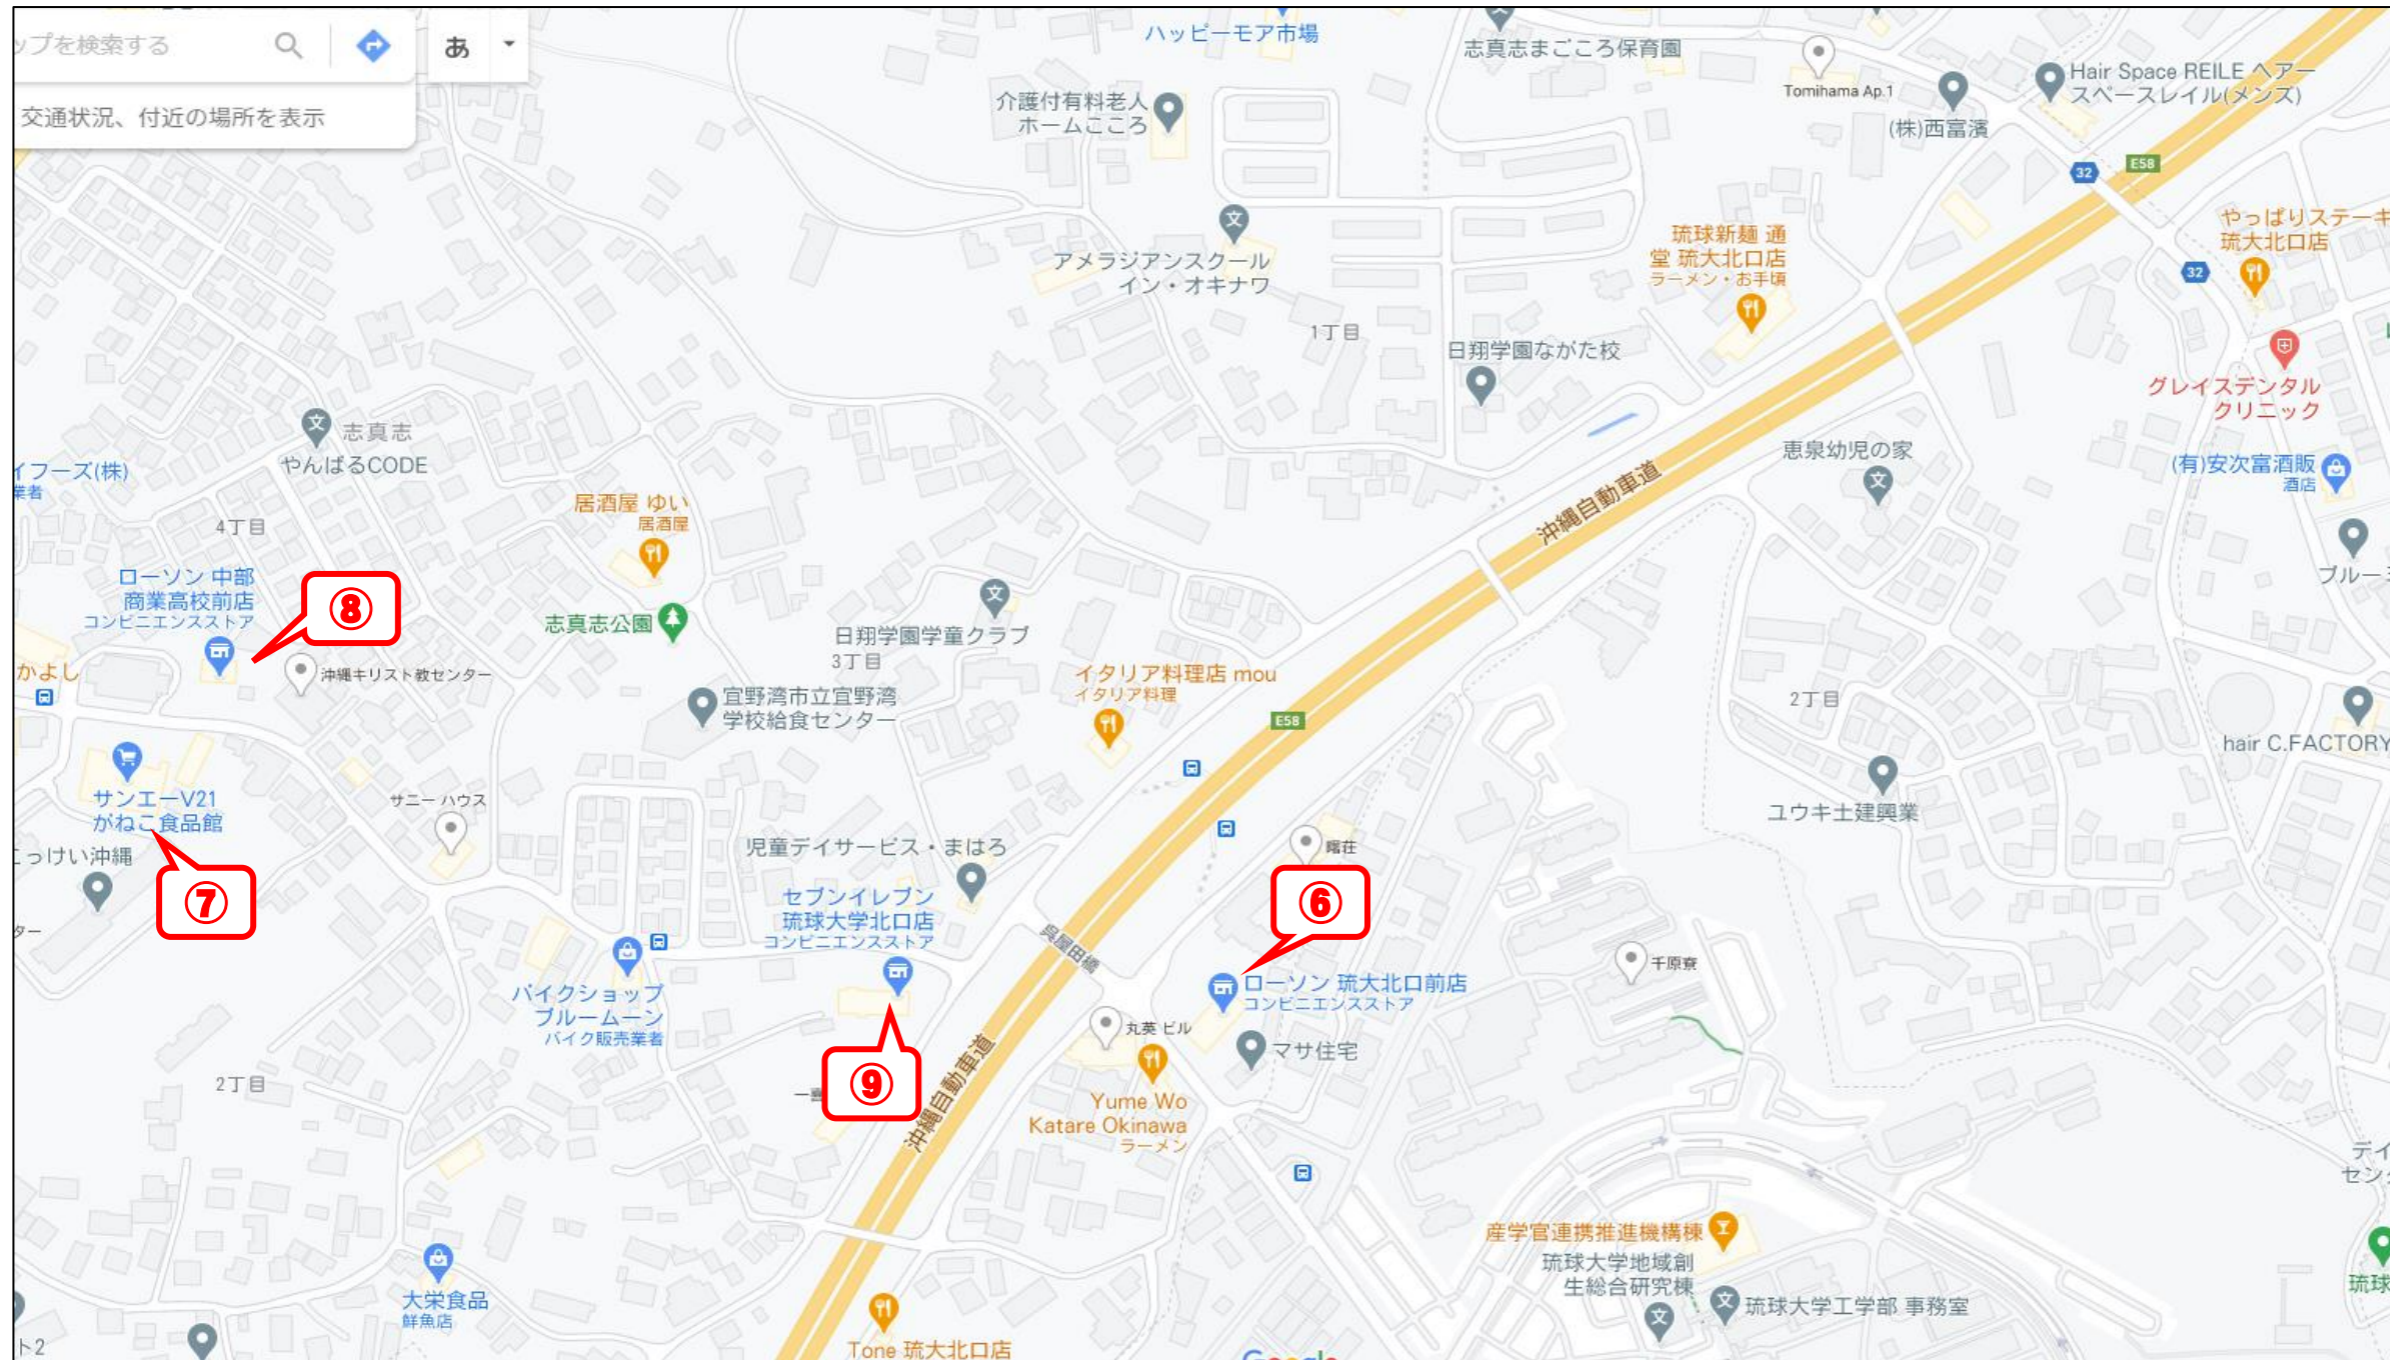 ップを検索する
あ
交通状況、付近の場所を表示
ハッピーモア市場
志真志まごころ保育園
Tomihama Ap.1
(株)西富濱
Hair Space REILE ヘアー
スペースレイル(メンズ)
介護付有料老人
ホームこころ
E58
32
やっぱりステーキ
琉大北口店
32
アメラジアンスクール
イン・オキナワ
琉球新麺 通
堂 琉大北口店
ラーメン・お手頃
1丁目
日翔学園ながた校
グレイスデンタル
クリニック
志真志
やんばるCODE
恵泉幼児の家
(有)安次富酒販
酒店
イフーズ(株)
業者
居酒屋 ゆい
居酒屋
沖縄自動車道
4丁目
ブルー
ローソン 中部
商業高校前店
コンビニエンスストア
⑧
志真志公園
日翔学園学童クラブ
3丁目
かよし
沖縄キリスト教センター
イタリア料理店 mou
イタリア料理
宜野湾市立宜野湾
学校給食センター
E58
2丁目
hair C.FACTORY
サンエーV21
がねこ食品館
サニー ハウス
ユウキ土建興業
児童デイサービス・まはろ
曙荘
こっけい沖縄
⑦
⑥
セブンイレブン
琉球大学北口店
コンビニエンスストア
ター
呉屋田橋
千原寮
ローソン 琉大北口前店
コンビニエンスストア
バイクショップ
ブルームーン
バイク販売業者
丸英 ビル
マサ住宅
2丁目
⑨
一
沖縄自動車道
Yume Wo
Katare Okinawa
ラーメン
デイ
セン
産学官連携推進機構棟
琉球大学地域創
生総合研究棟
琉球
大栄食品
鮮魚店
琉球大学工学部 事務室
ト2
Tone 琉大北口店
Google